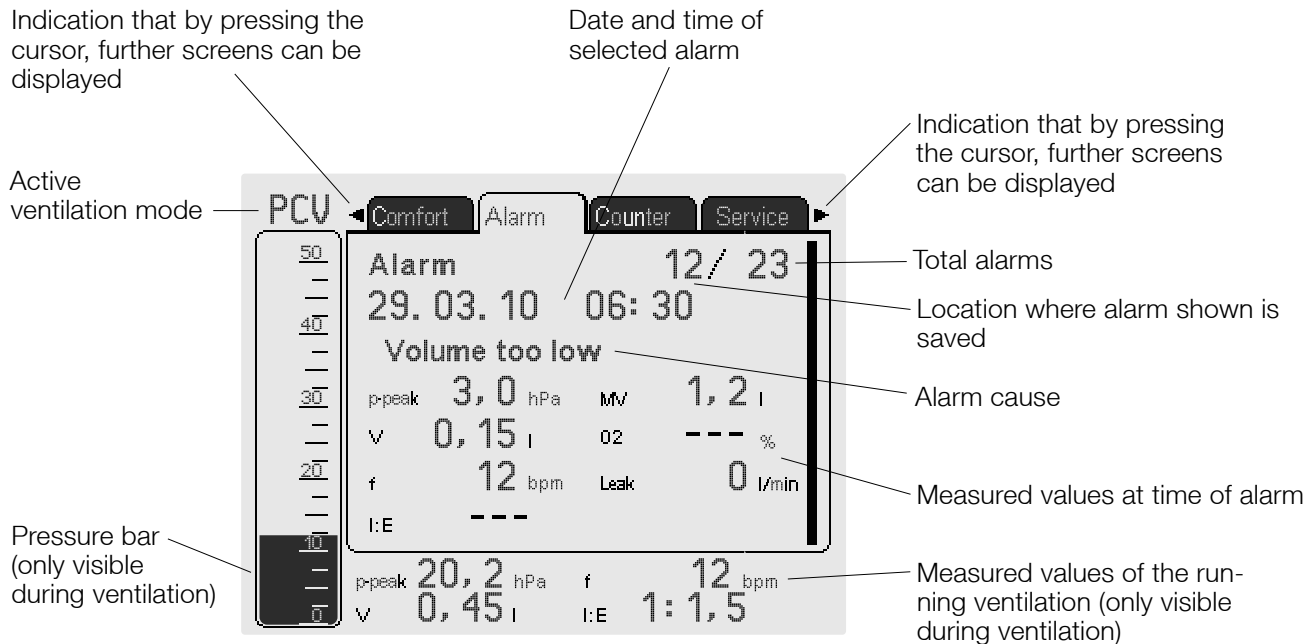 Indication that by pressing the
cursor, further screens can be
displayed
Date and time of
selected alarm
Indication that by pressing
the cursor, further screens
can be displayed
Active
ventilation mode
PCV
Comfort
Alarm
Counter
Service
50
40
30
20
10
0
Alarm 12/ 23
29. 03. 10 06: 30
Volume too low
p-peak 3, 0 hPa MV 1, 2 l
V 0, 15 l O2 --- %
f 12 bpm Leak 0 l/min
I:E ---
p-peak 20, 2 hPa f 12 bpm
V 0, 45 l I:E 1: 1, 5
Total alarms
Location where alarm shown is
saved
Alarm cause
Measured values at time of alarm
Pressure bar
(only visible
during ventilation)
Measured values of the run-
ning ventilation (only visible
during ventilation)